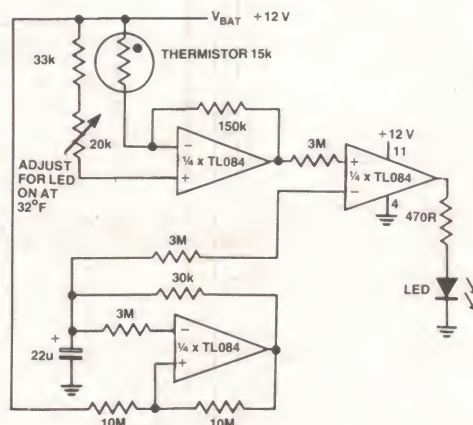 VBAT +12 V
33k
THERMISTOR 15k
150k
20k
ADJUST
FOR LED
ON AT
32°F
−
¼ x TL084
+
3M
+12 V
11
+
¼ x TL084
−
4
470R
3M
LED
30k
3M
+
22u
−
¼ x TL084
+
10M
10M